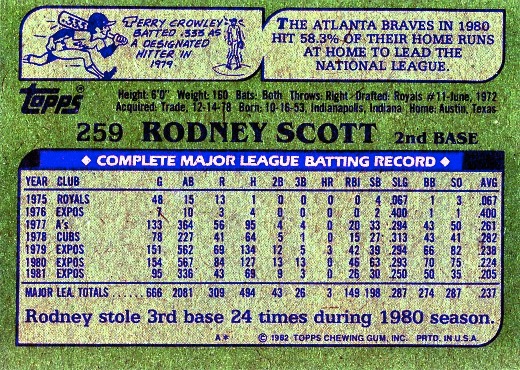 TERRY CROWLEY
BATTED .333 AS
A DESIGNATED
HITTER IN
1979.
THE ATLANTA BRAVES IN 1980
HIT 58.3% OF THEIR HOME RUNS
AT HOME TO LEAD THE
NATIONAL LEAGUE.
Topps
Height: 6'0" Weight: 160 Bats: Both Throws: Right Drafted: Royals #11-June, 1972
Acquired: Trade, 12-14-78 Born: 10-16-53, Indianapolis, Indiana Home: Austin, Texas
259 RODNEY SCOTT 2nd BASE
◆ COMPLETE MAJOR LEAGUE BATTING RECORD ◆
YEAR CLUB G AB R H 2B 3B HR RBI SB SLG BB SO AVG
1975 ROYALS 48 15 13 1 0 0 0 0 4 .067 1 3 .067
1976 EXPOS 7 10 3 4 0 0 0 0 2 .400 1 1 .400
1977 A's 133 364 56 95 4 4 0 20 33 .294 43 50 .261
1978 CUBS 78 227 41 64 5 1 0 15 27 .313 43 41 .282
1979 EXPOS 151 562 69 134 12 5 3 42 39 .294 66 82 .238
1980 EXPOS 154 567 84 127 13 13 0 46 63 .293 70 75 .224
1981 EXPOS 95 336 43 69 9 3 0 26 30 .250 50 35 .205
MAJOR LEA. TOTALS ...... 666 2081 309 494 43 26 3 149 198 .287 274 287 .237
Rodney stole 3rd base 24 times during 1980 season.
A* © 1982 TOPPS CHEWING GUM, INC. PRTD. IN U.S.A.